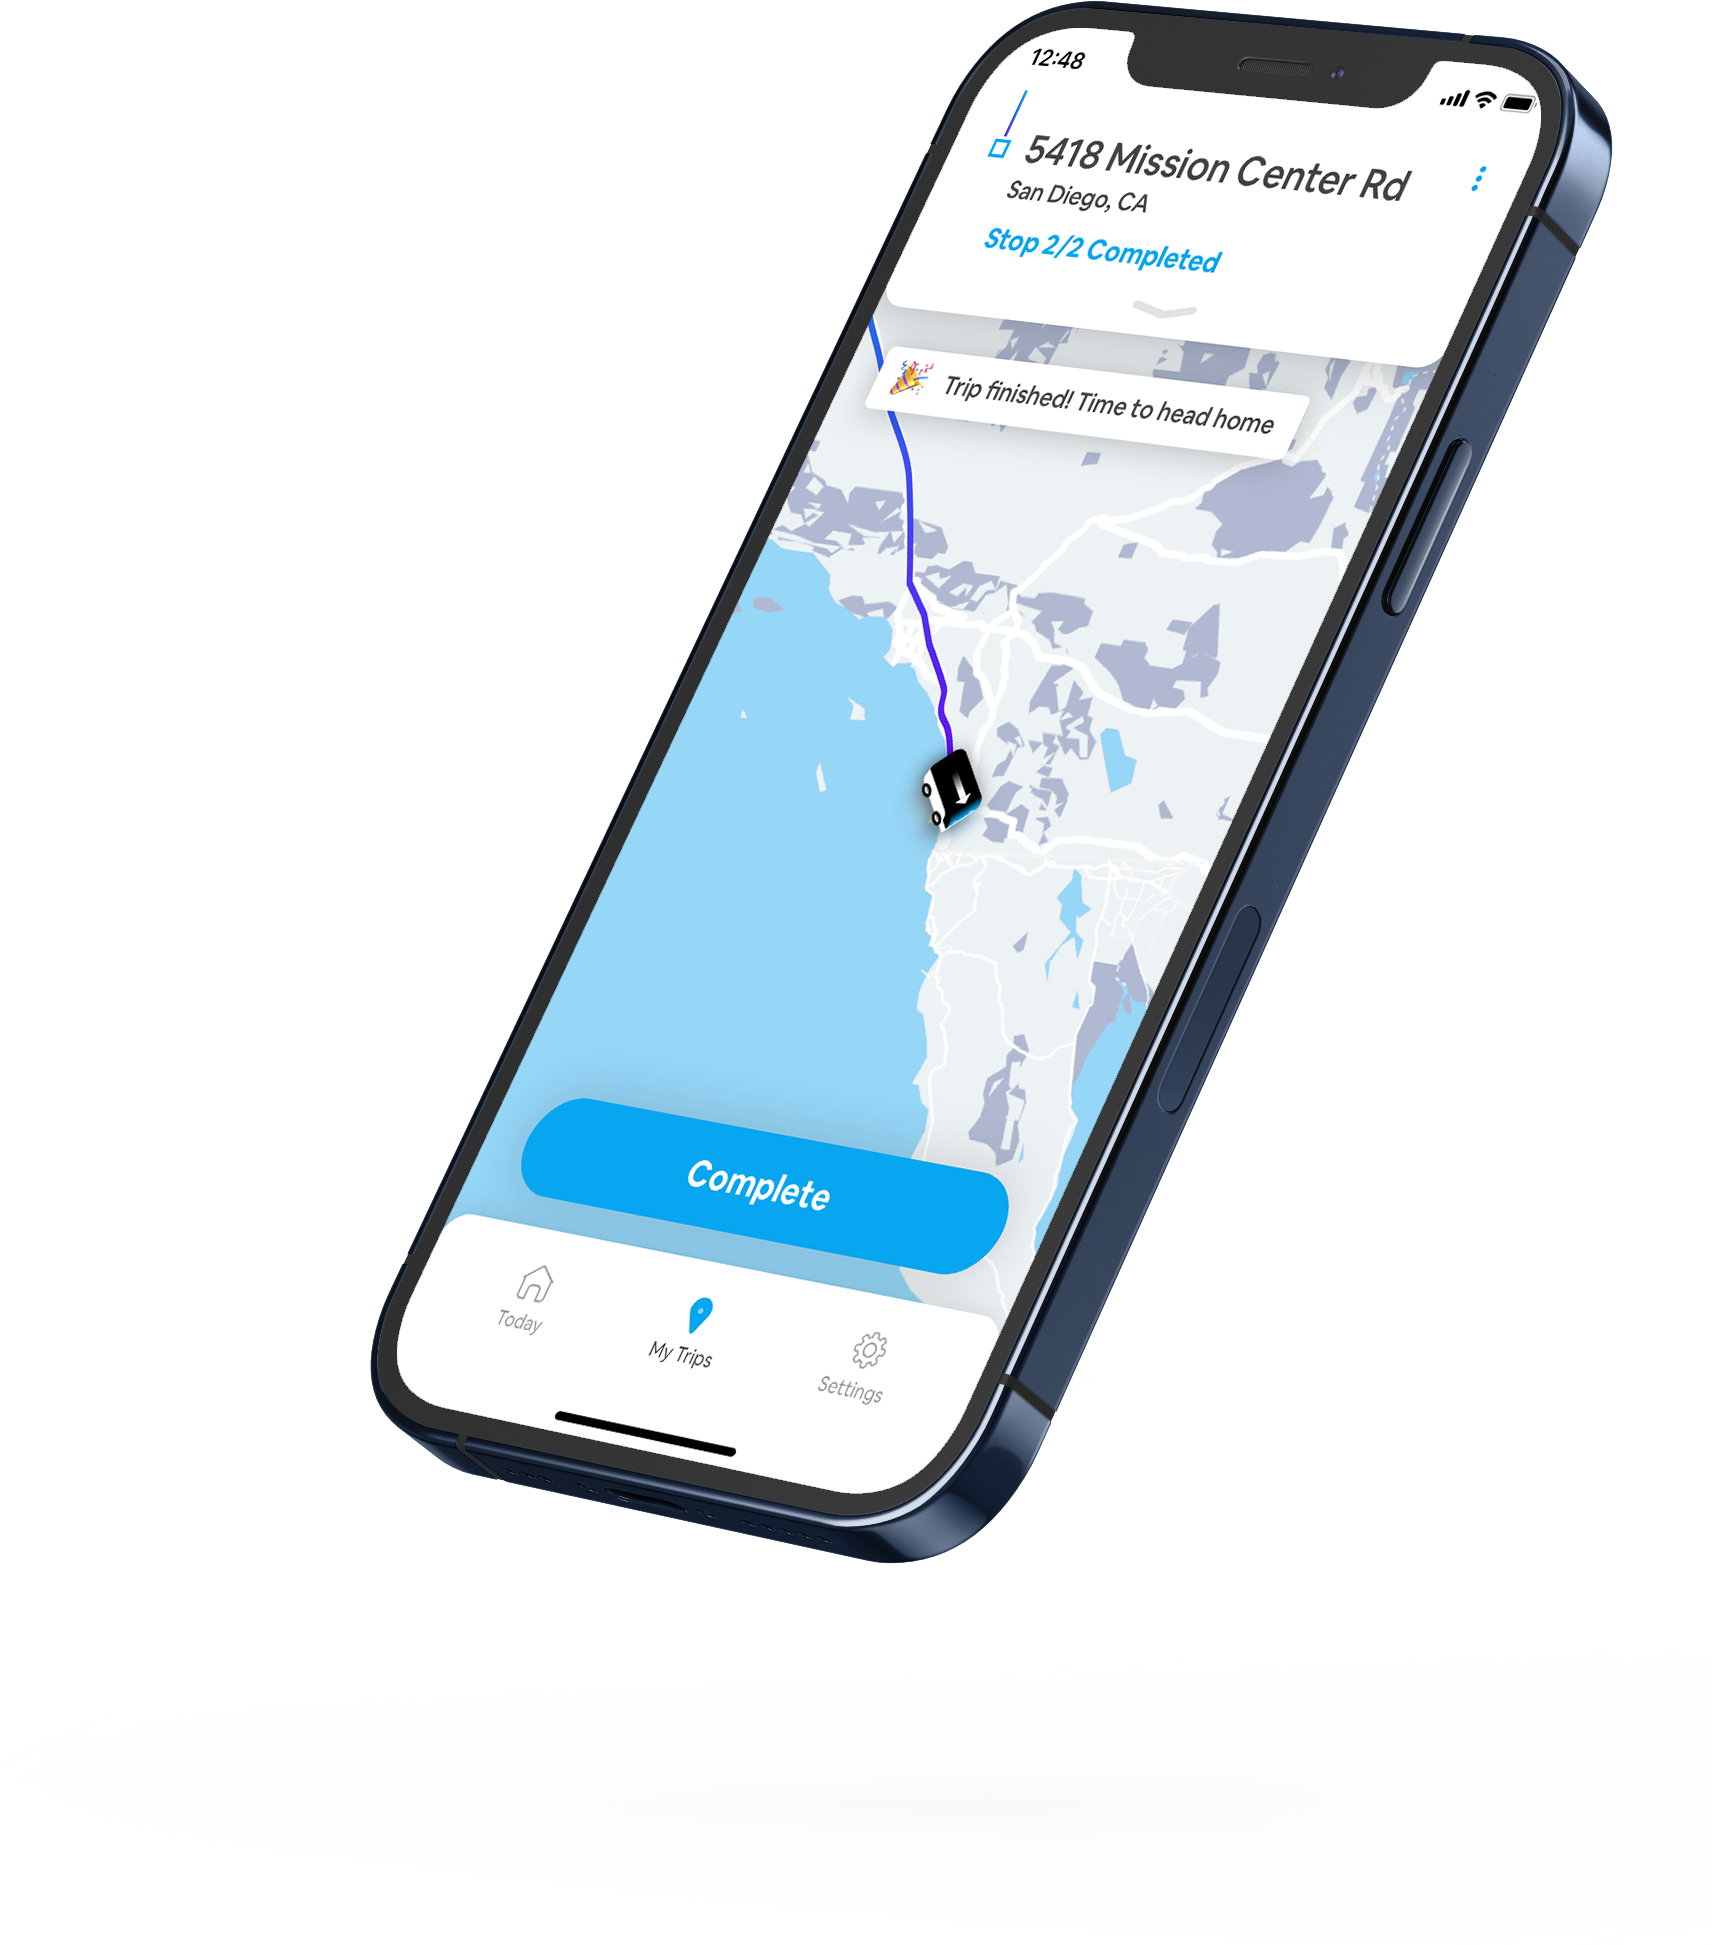 12:48
5418 Mission Center Rd
San Diego, CA
Stop 2/2 Completed
Trip finished! Time to head home
Complete
Today
My Trips
Settings